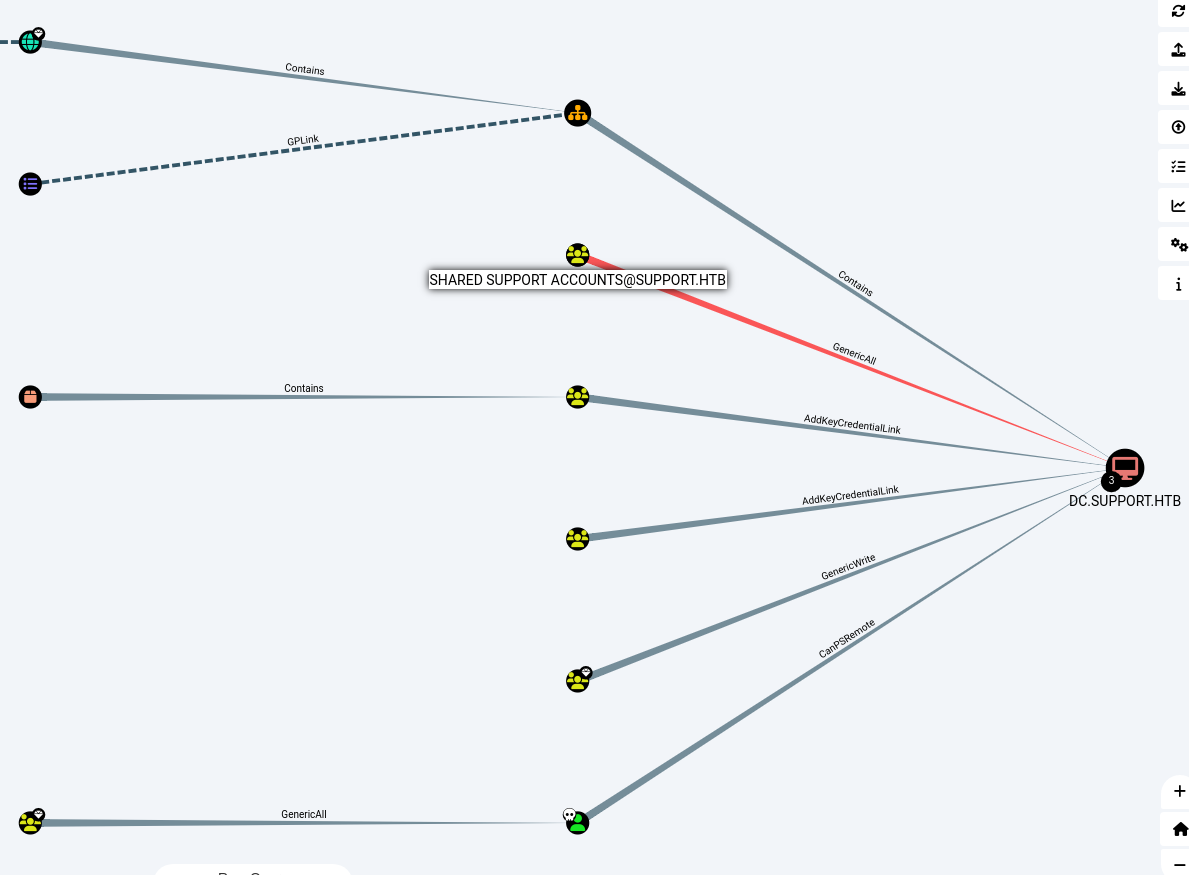 Contains
GPLink
SHARED SUPPORT ACCOUNTS@SUPPORT.HTB
Contains
GenericAll
Contains
AddKeyCredentialLink
3
DC.SUPPORT.HTB
AddKeyCredentialLink
GenericWrite
CanPSRemote
GenericAll